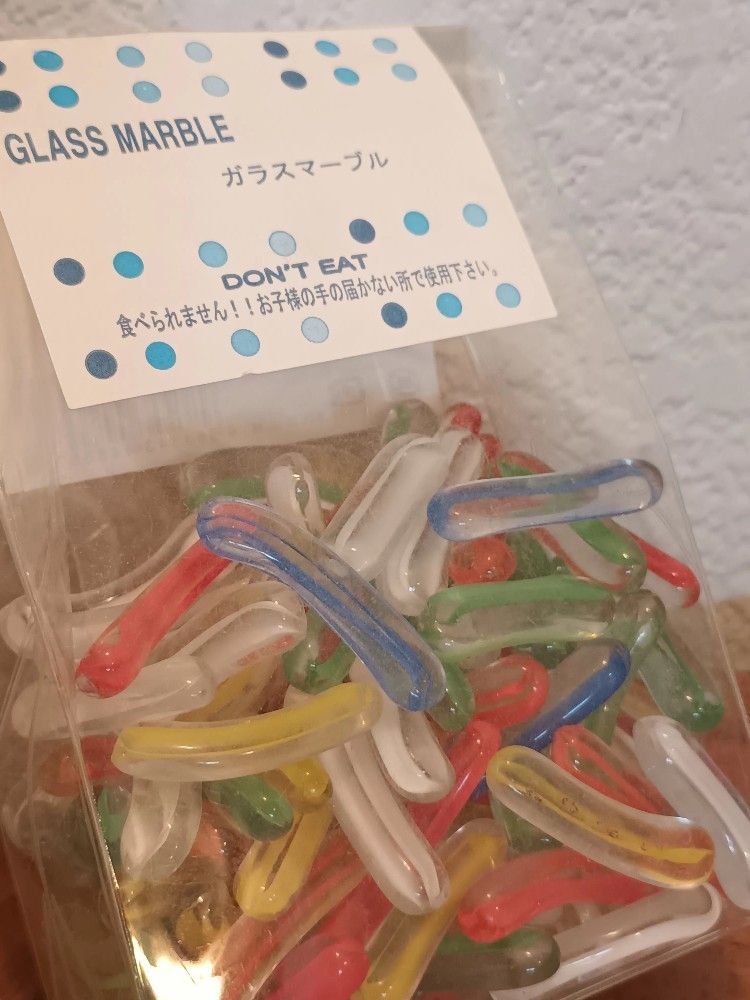 GLASS MARBLE
ガラスマーブル
DON'T EAT
食べられません！！お子様の手の届かない所で使用下さい。